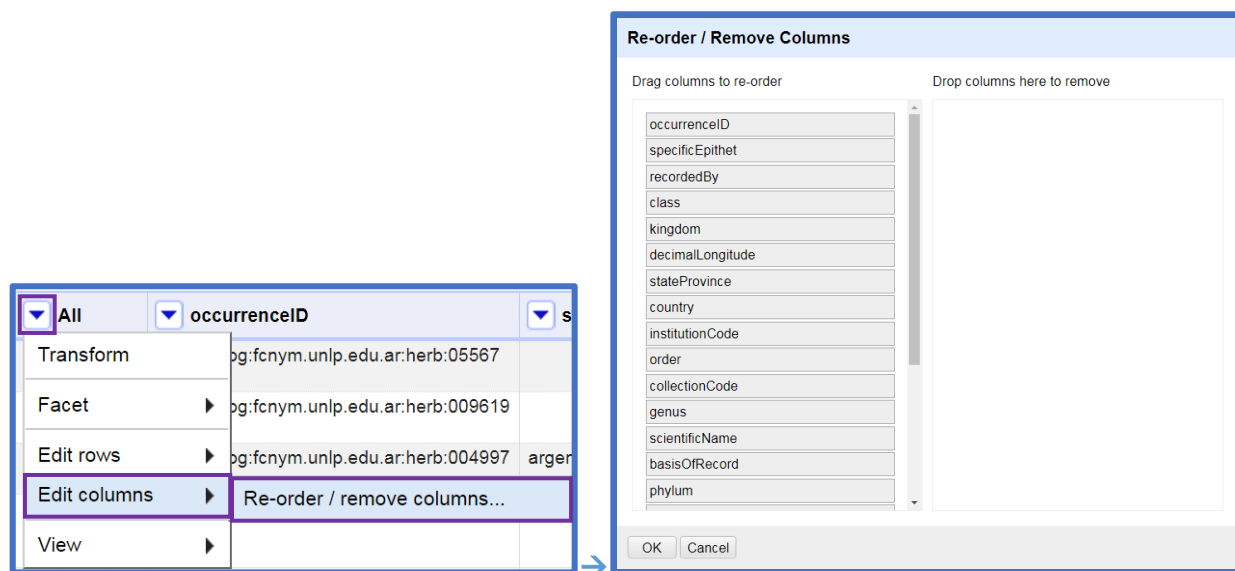 All
occurrenceID
s
Transform
og:fcnym.unlp.edu.ar:herb:05567
Facet
og:fcnym.unlp.edu.ar:herb:009619
Edit rows
og:fcnym.unlp.edu.ar:herb:004997
argen
Edit columns
Re-order / remove columns...
View
Re-order / Remove Columns
Drag columns to re-order
Drop columns here to remove
occurrenceID
specificEpithet
recordedBy
class
kingdom
decimalLongitude
stateProvince
country
institutionCode
order
collectionCode
genus
scientificName
basisOfRecord
phylum
OK
Cancel